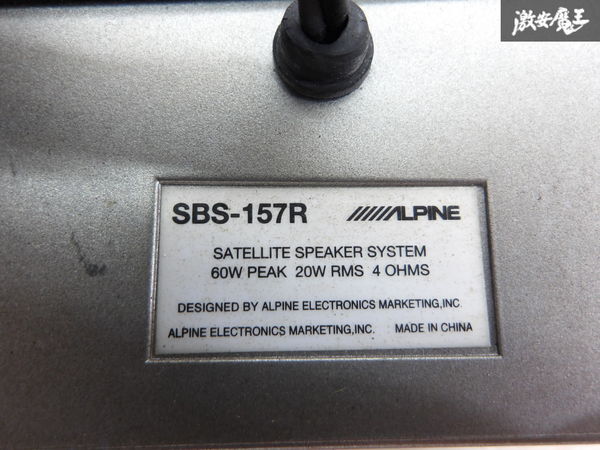 激安魔王
SBS-157R ALPINE
SATELLITE SPEAKER SYSTEM
60W PEAK 20W RMS 4 OHMS
DESIGNED BY ALPINE ELECTRONICS MARKETING,INC
ALPINE ELECTRONICS MARKETING,INC. MADE IN CHINA